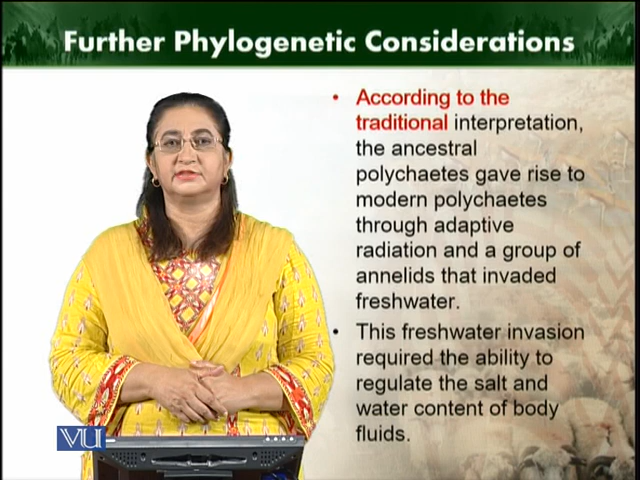 Further Phylogenetic Considerations
• According to the
traditional interpretation,
the ancestral
polychaetes gave rise to
modern polychaetes
through adaptive
radiation and a group of
annelids that invaded
freshwater.
• This freshwater invasion
required the ability to
regulate the salt and
water content of body
fluids.
VU